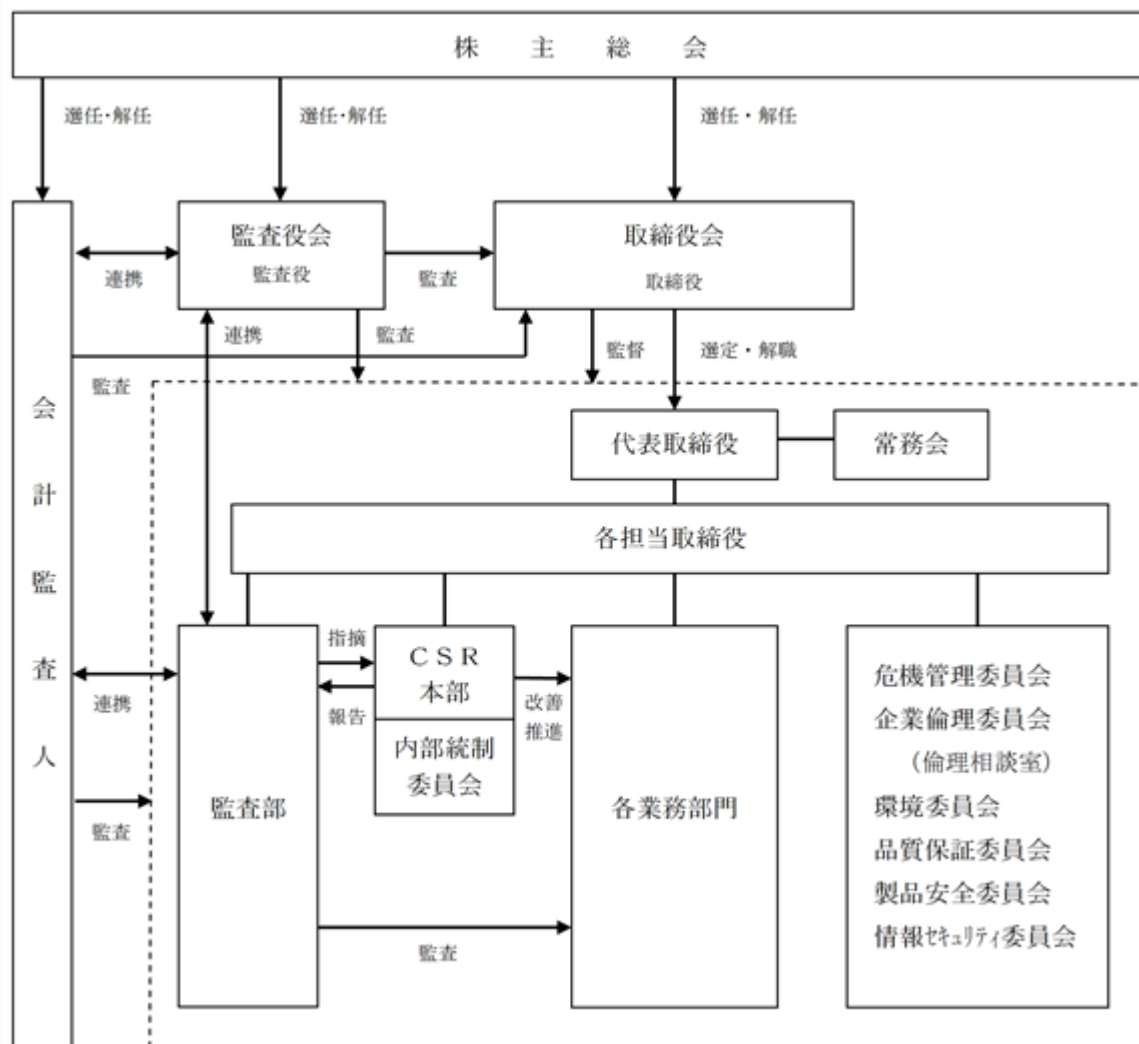 株主総会
選任･解任
選任･解任
選任・解任
監査役会
監査役
取締役会
取締役
連携
監査
連携
監査
監督
選定・解職
監査
会計監査人
代表取締役
常務会
各担当取締役
監査部
指摘
報告
CSR
本部
内部統制
委員会
改善
推進
各業務部門
危機管理委員会
企業倫理委員会
（倫理相談室）
環境委員会
品質保証委員会
製品安全委員会
情報ｾｷｭﾘﾃｨ委員会
連携
監査
監査